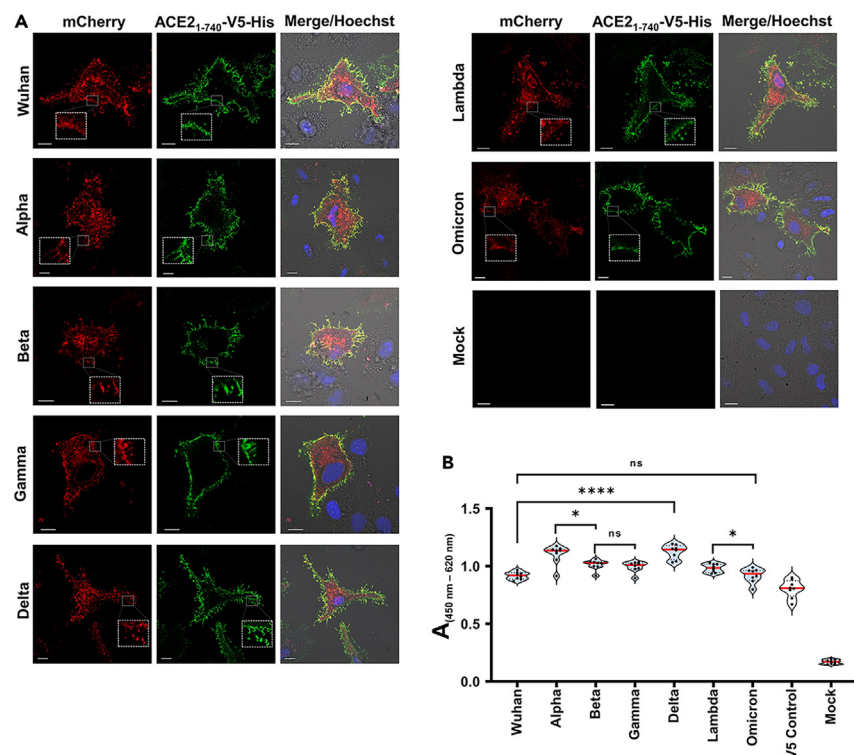 A
mCherry ACE2₁₋₇₄₀-V5-His Merge/Hoechst
Wuhan
Alpha
Beta
Gamma
Delta
mCherry ACE2₁₋₇₄₀-V5-His Merge/Hoechst
Lambda
Omicron
Mock
B
ns
****
*
ns
*
A(450 nm – 620 nm)
1.5
1.0
0.5
0.0
Wuhan
Alpha
Beta
Gamma
Delta
Lambda
Omicron
V5 Control
Mock